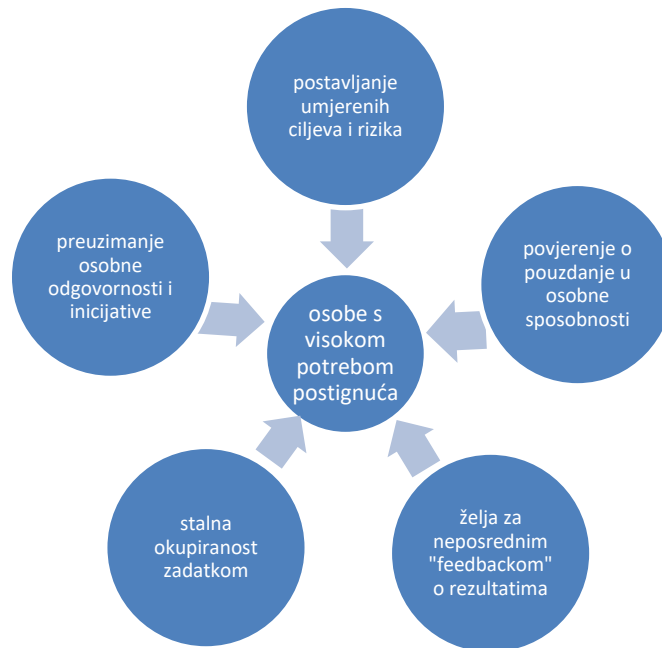 postavljanje
umjerenih
ciljeva i rizika
preuzimanje
osobne
odgovornosti i
inicijative
povjerenje o
pouzdanje u
osobne
sposobnosti
osobe s
visokom
potrebom
postignuća
stalna
okupiranost
zadatkom
želja za
neposrednim
"feedbackom"
o rezultatima